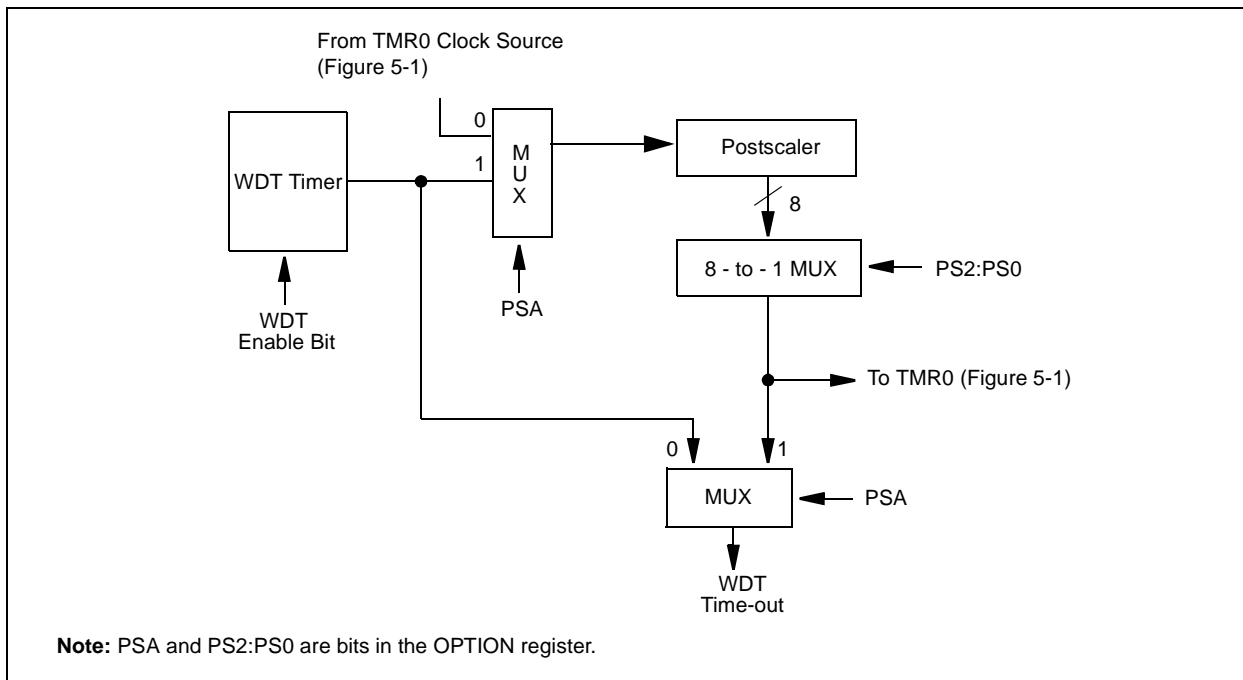 From TMR0 Clock Source
(Figure 5-1)
0
1
M
U
X
WDT Timer
Postscaler
8
8 - to - 1 MUX
PS2:PS0
PSA
WDT
Enable Bit
To TMR0 (Figure 5-1)
0
1
MUX
PSA
WDT
Time-out
Note: PSA and PS2:PS0 are bits in the OPTION register.